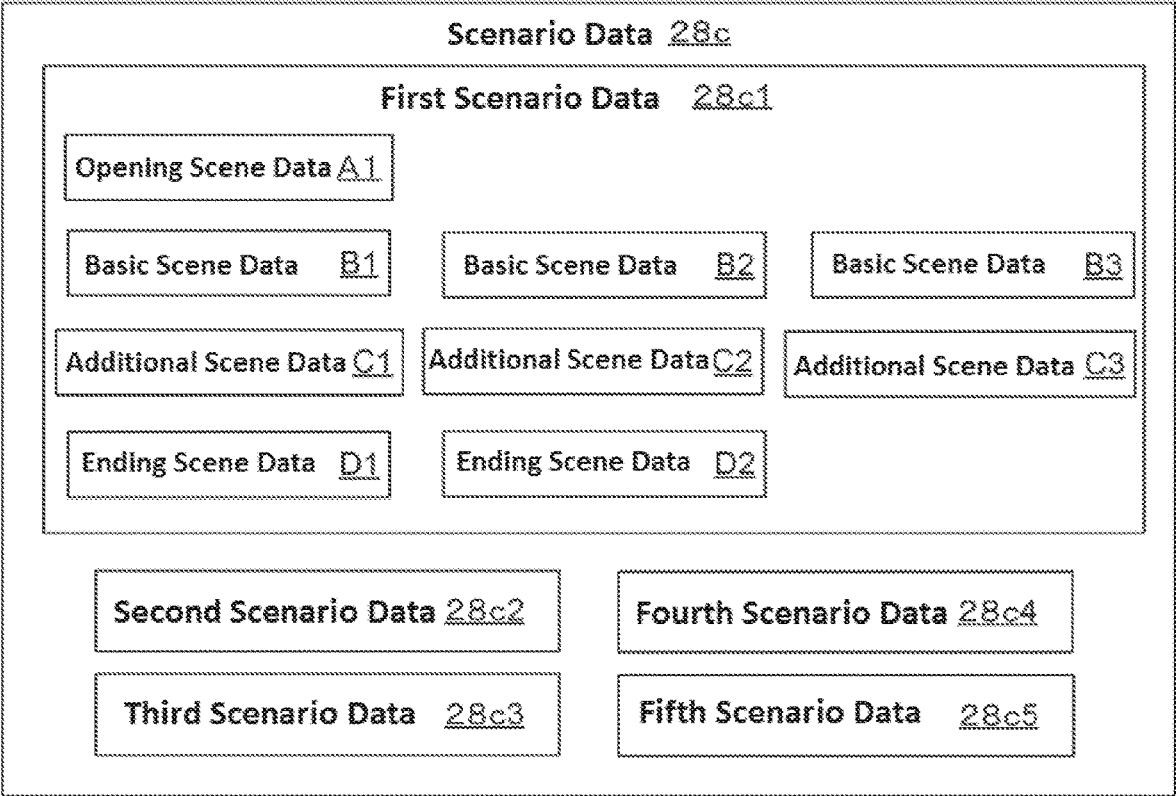 Scenario Data 28c
First Scenario Data 28c1
Opening Scene Data A1
Basic Scene Data B1
Basic Scene Data B2
Basic Scene Data B3
Additional Scene Data C1
Additional Scene Data C2
Additional Scene Data C3
Ending Scene Data D1
Ending Scene Data D2
Second Scenario Data 28c2
Fourth Scenario Data 28c4
Third Scenario Data 28c3
Fifth Scenario Data 28c5